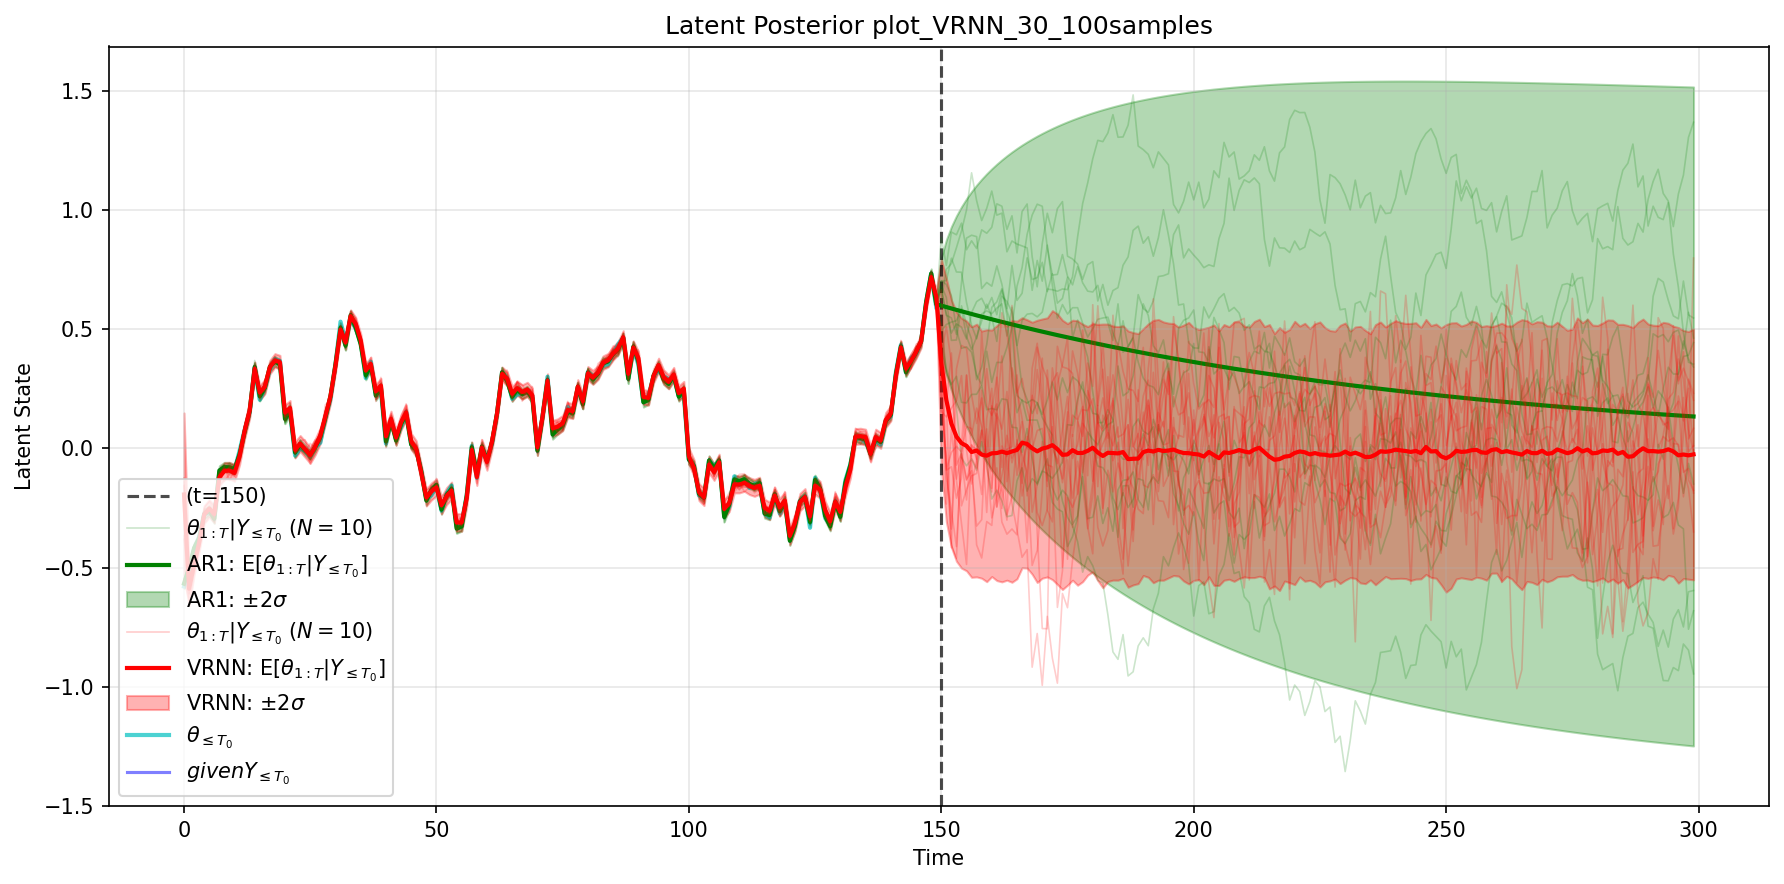 Latent Posterior plot_VRNN_30_100samples
Latent State
1.5
1.0
0.5
0.0
−0.5
−1.0
−1.5
(t=150)
θ₁:T|Y≤T₀ (N = 10)
AR1: E[θ₁:T|Y≤T₀]
AR1: ±2σ
θ₁:T|Y≤T₀ (N = 10)
VRNN: E[θ₁:T|Y≤T₀]
VRNN: ±2σ
θ≤T₀
givenY≤T₀
0 50 100 150 200 250 300
Time